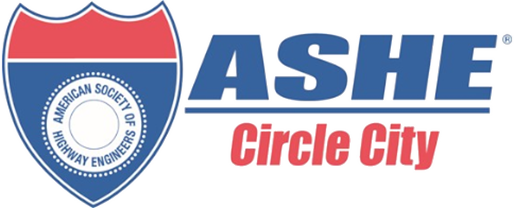 AMERICAN SOCIETY OF
HIGHWAY ENGINEERS
ASHE®
Circle City